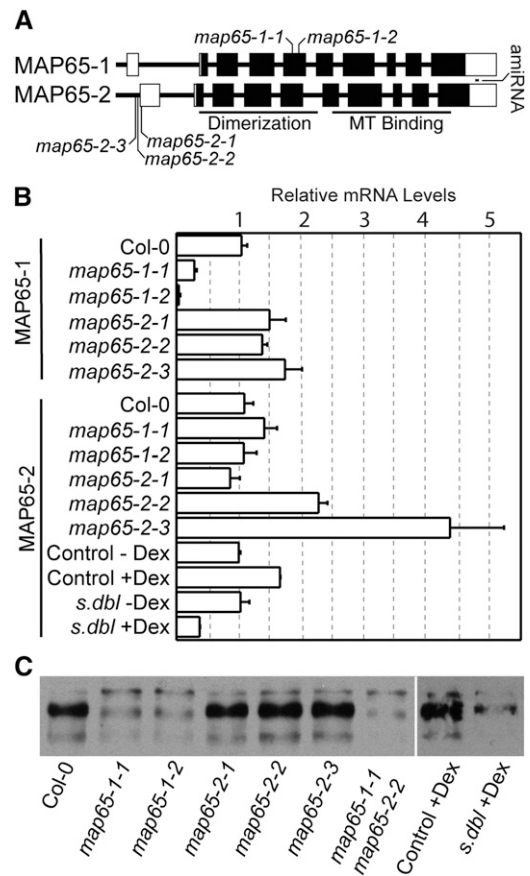 A
map65-1-1
map65-1-2
MAP65-1
amiRNA
MAP65-2
Dimerization
MT Binding
map65-2-3
map65-2-1
map65-2-2
B
Relative mRNA Levels
1 2 3 4 5
MAP65-1
Col-0
map65-1-1
map65-1-2
map65-2-1
map65-2-2
map65-2-3
MAP65-2
Col-0
map65-1-1
map65-1-2
map65-2-1
map65-2-2
map65-2-3
Control - Dex
Control +Dex
s.dbl -Dex
s.dbl +Dex
C
Col-0
map65-1-1
map65-1-2
map65-2-1
map65-2-2
map65-2-3
map65-1-1
map65-2-2
Control +Dex
s.dbl +Dex